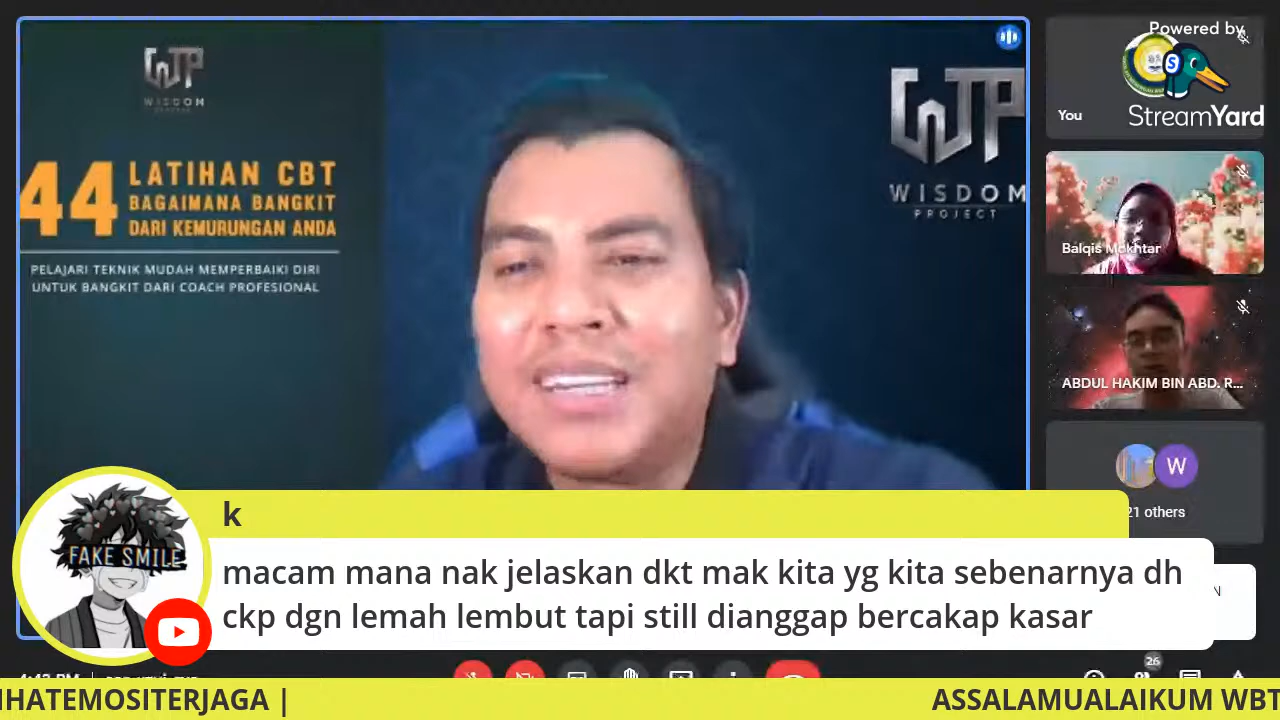 WISDOM
44
LATIHAN CBT
BAGAIMANA BANGKIT
DARI KEMURUNGAN ANDA
PELAJARI TEKNIK MUDAH MEMPERBAIKI DIRI
UNTUK BANGKIT DARI COACH PROFESIONAL
WISDOM
PROJECT
Powered by
StreamYard
You
Balqis Mokhtar
ABDUL HAKIM BIN ABD. R...
W
21 others
FAKE SMILE
k
macam mana nak jelaskan dkt mak kita yg kita sebenarnya dh
ckp dgn lemah lembut tapi still dianggap bercakap kasar
N
26
IHATEMOSITERJAGA |
ASSALAMUALAIKUM WBT